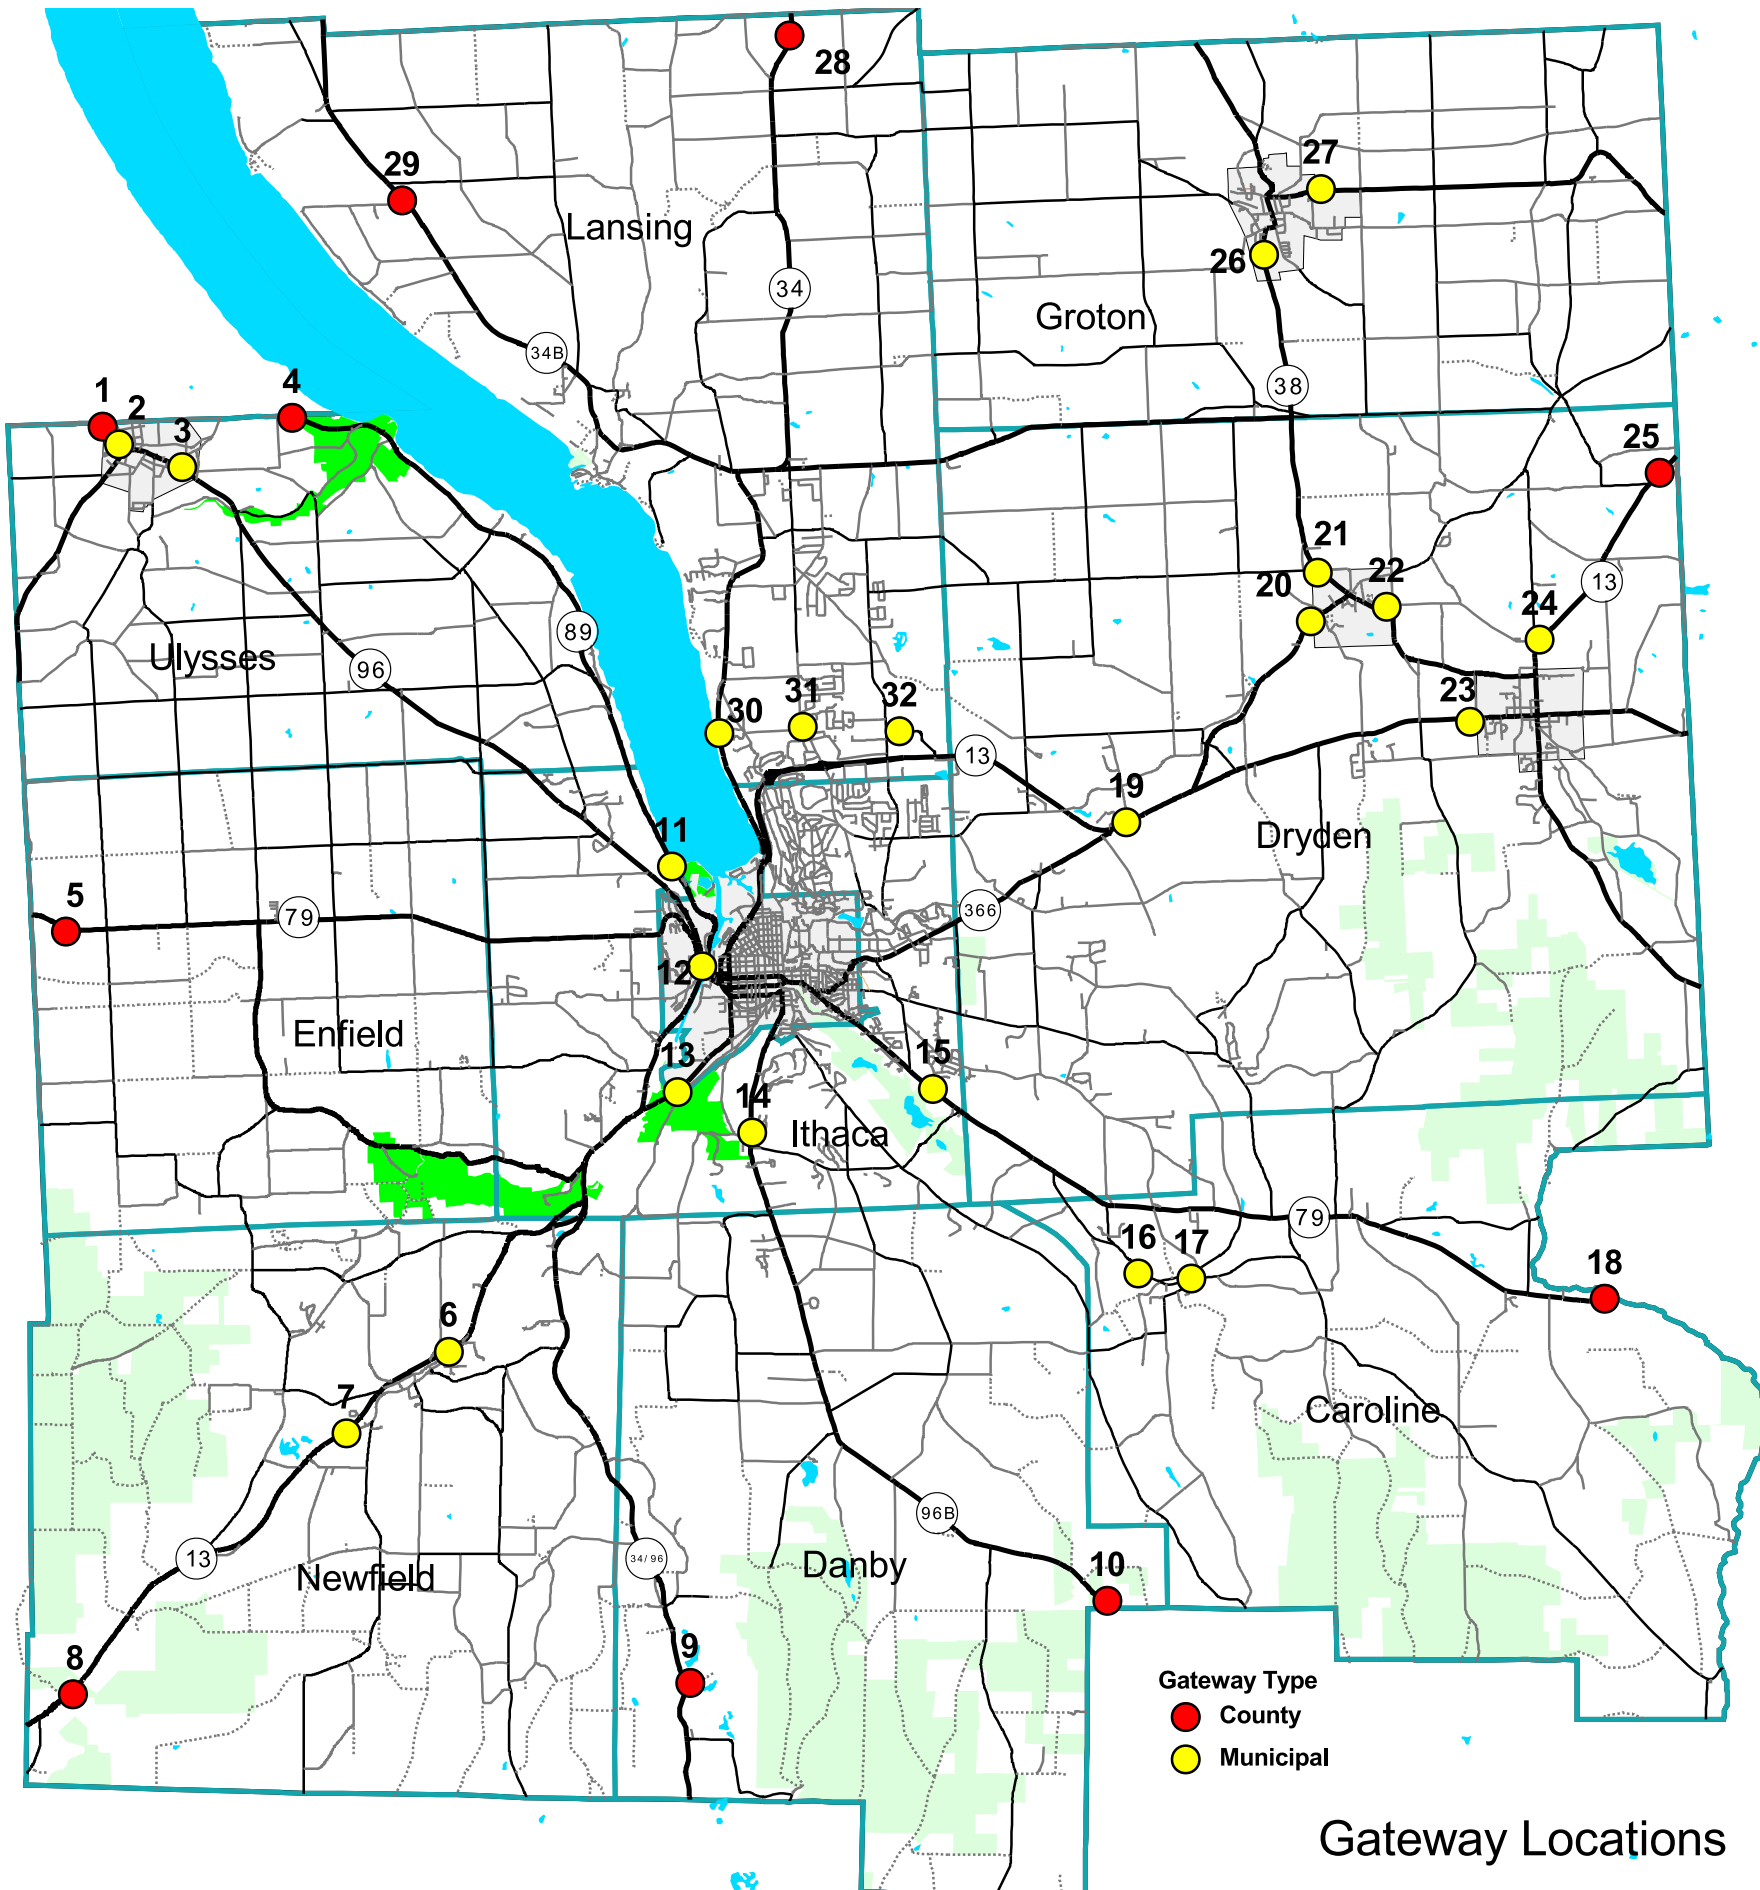 28
29
27
Lansing
26
34
Groton
34B
38
1
2
3
4
25
21
13
20
22
24
89
Ulysses
96
23
30
31
32
13
19
11
Dryden
5
79
366
12
Enfield
13
15
14
Ithaca
79
16
17
18
6
7
Caroline
96B
13
34/96
Newfield
Danby
10
8
9
Gateway Type
County
Municipal
Gateway Locations